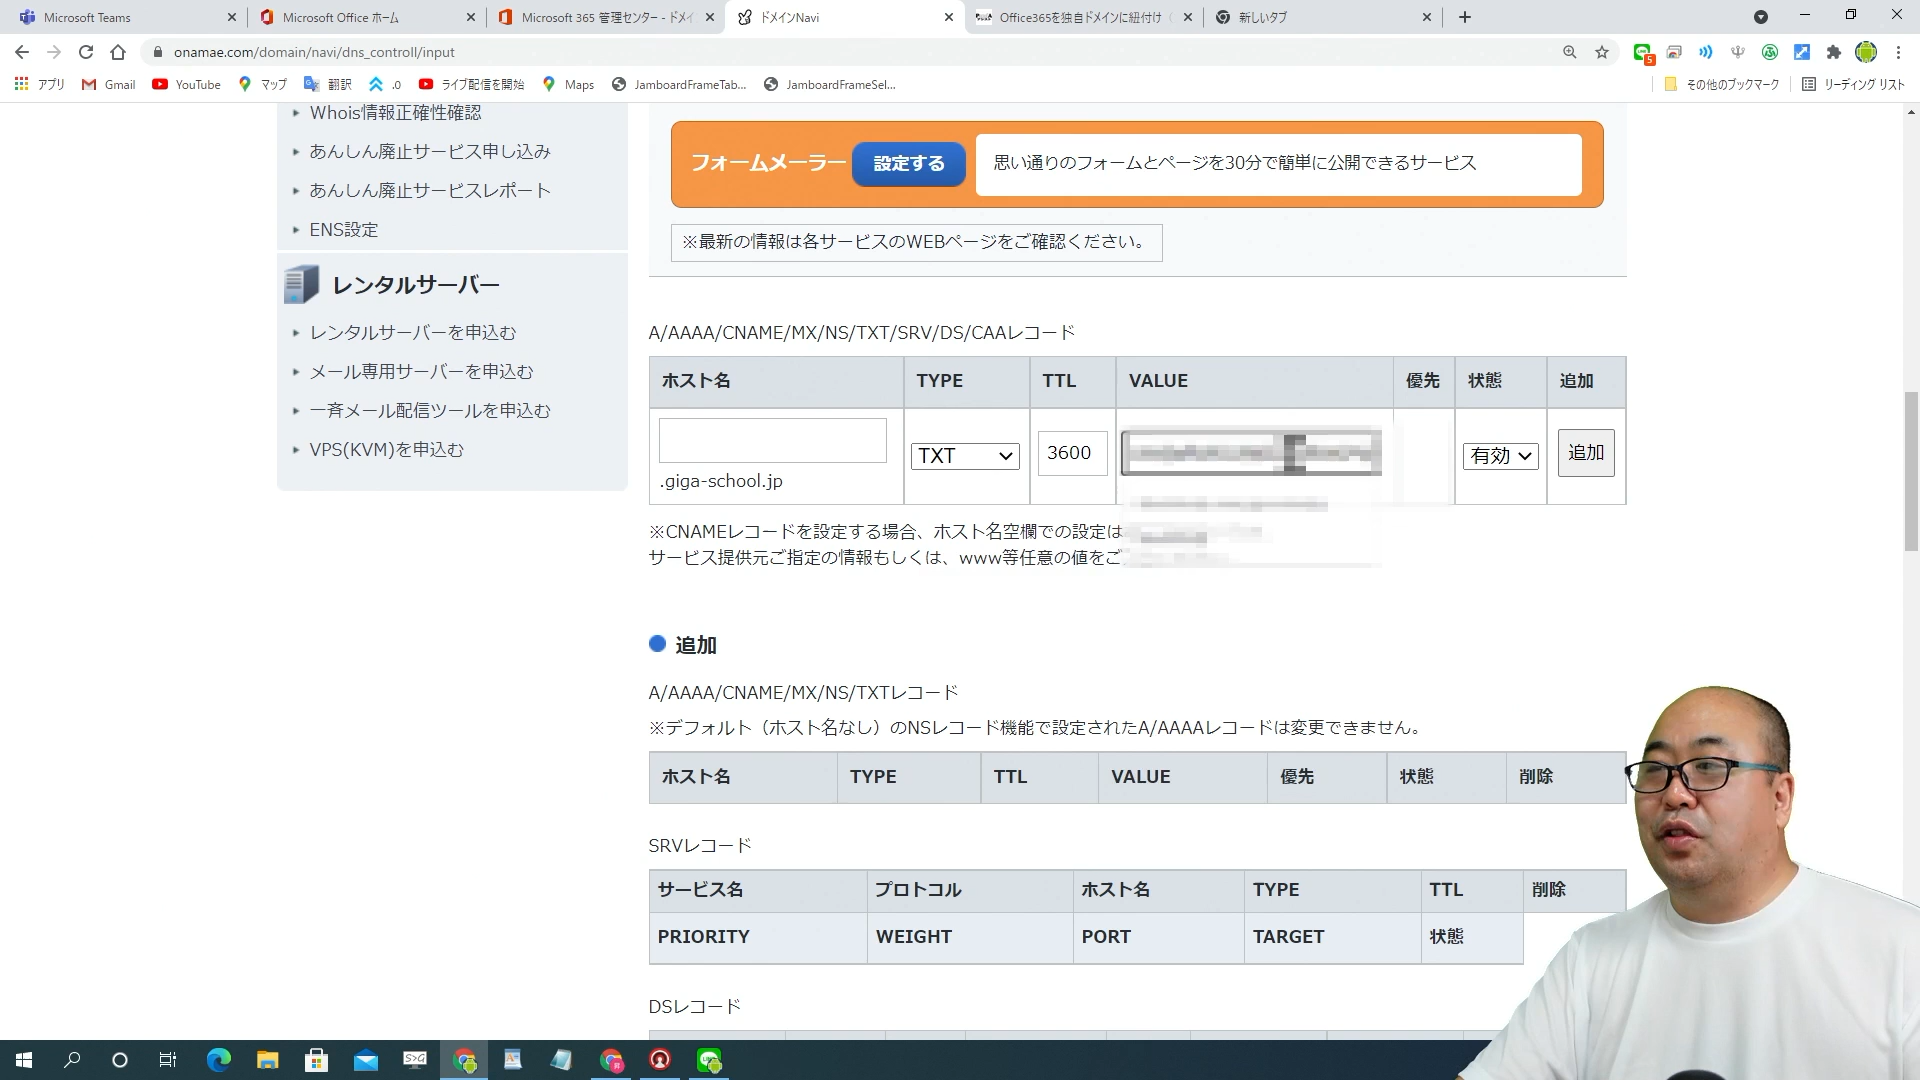 Microsoft Teams
Microsoft Office ホーム
Microsoft 365 管理センター - ドメイ
ドメインNavi
Office365を独自ドメインに紐付け
新しいタブ
onamae.com/domain/navi/dns_controll/input
5
アプリ
Gmail
YouTube
マップ
翻訳
.0
ライブ配信を開始
Maps
JamboardFrameTab...
JamboardFrameSel...
その他のブックマーク
リーディング リスト
Whois情報正確性確認
あんしん廃止サービス申し込み
あんしん廃止サービスレポート
ENS設定
レンタルサーバー
レンタルサーバーを申込む
メール専用サーバーを申込む
一斉メール配信ツールを申込む
VPS(KVM)を申込む
フォームメーラー 設定する 思い通りのフォームとページを30分で簡単に公開できるサービス
※最新の情報は各サービスのWEBページをご確認ください。
A/AAAA/CNAME/MX/NS/TXT/SRV/DS/CAAレコード
ホスト名 TYPE TTL VALUE 優先 状態 追加
TXT 3600 有効 追加
.giga-school.jp
※CNAMEレコードを設定する場合、ホスト名空欄での設定は
サービス提供元ご指定の情報もしくは、www等任意の値をご
追加
A/AAAA/CNAME/MX/NS/TXTレコード
※デフォルト（ホスト名なし）のNSレコード機能で設定されたA/AAAAレコードは変更できません。
ホスト名 TYPE TTL VALUE 優先 状態 削除
SRVレコード
サービス名 プロトコル ホスト名 TYPE TTL 削除
PRIORITY WEIGHT PORT TARGET 状態
DSレコード